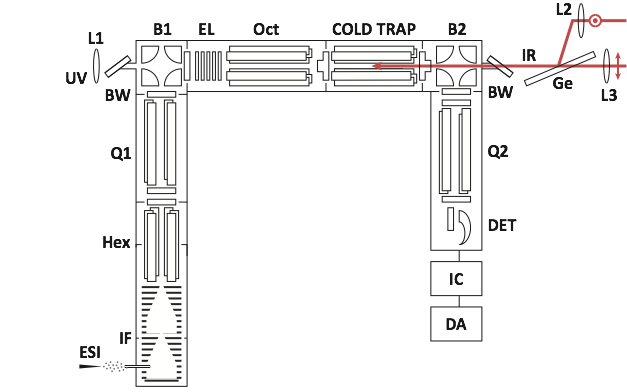 L1
B1
EL
Oct
COLD TRAP
B2
L2
IR
UV
BW
BW
Ge
L3
Q1
Q2
Hex
DET
IC
IF
DA
ESI